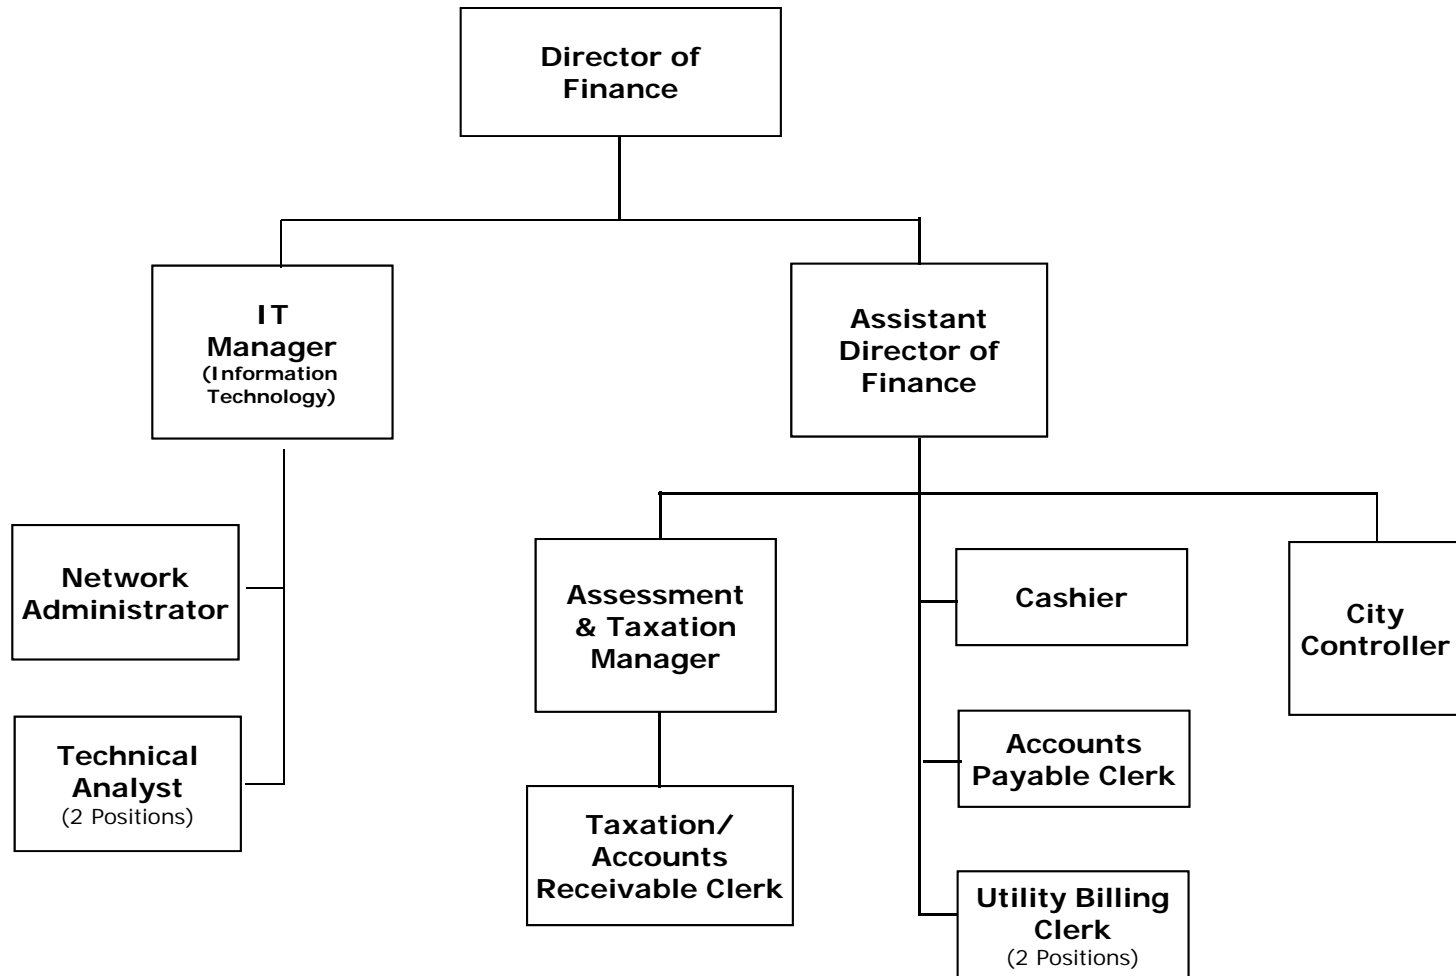 Director of
Finance
IT
Manager
(Information
Technology)
Assistant
Director of
Finance
Network
Administrator
Technical
Analyst
(2 Positions)
Assessment
& Taxation
Manager
Taxation/
Accounts
Receivable Clerk
Cashier
Accounts
Payable Clerk
Utility Billing
Clerk
(2 Positions)
City
Controller